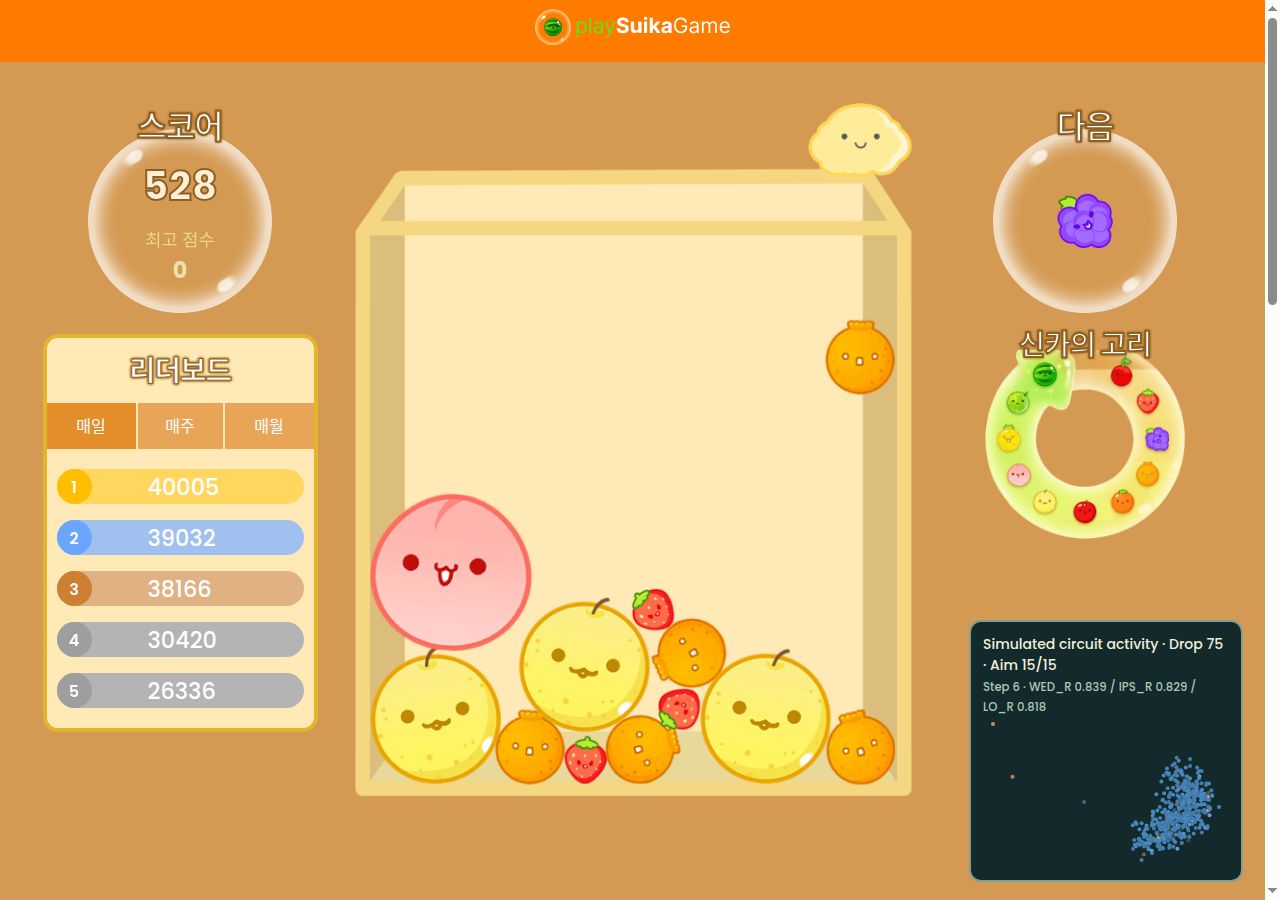 playSuikaGame
스코어
528
최고 점수
0
리더보드
매일 매주 매월
1 40005
2 39032
3 38166
4 30420
5 26336
다음
신카의 고리
Simulated circuit activity · Drop 75
· Aim 15/15
Step 6 · WED_R 0.839 / IPS_R 0.829 /
LO_R 0.818